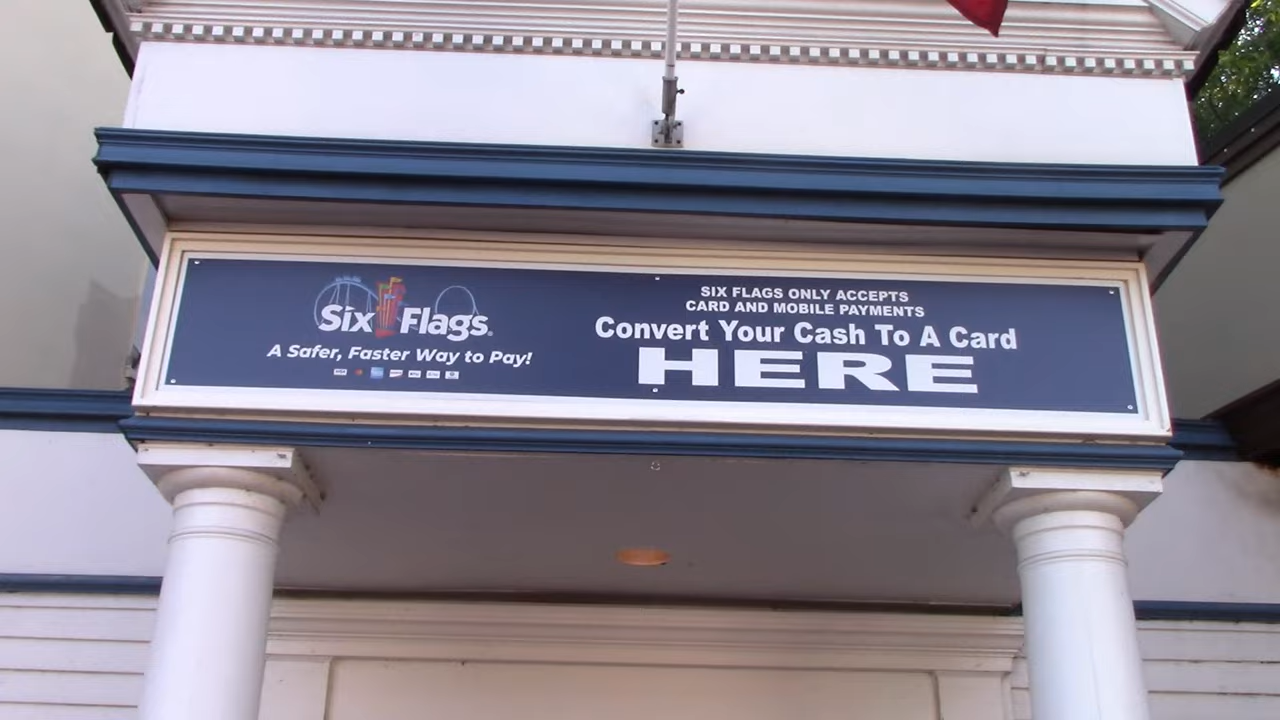 Six Flags®
A Safer, Faster Way to Pay!
SIX FLAGS ONLY ACCEPTS
CARD AND MOBILE PAYMENTS
Convert Your Cash To A Card
HERE